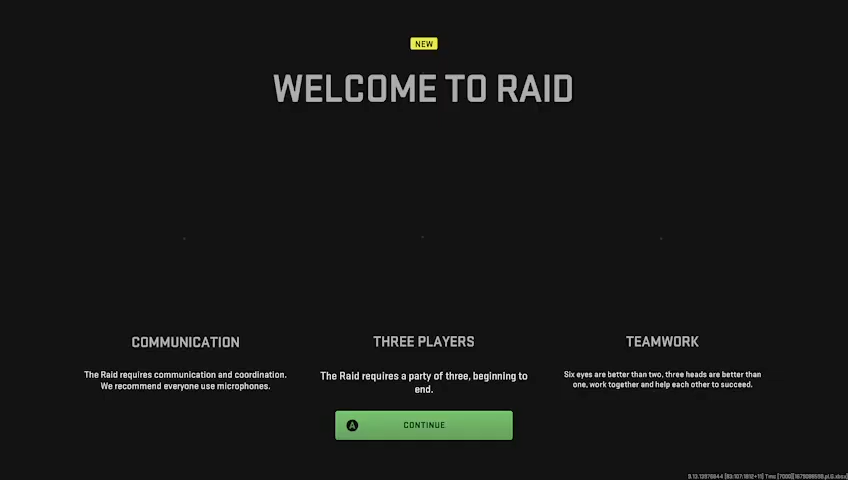 NEW
WELCOME TO RAID
COMMUNICATION
The Raid requires communication and coordination.
We recommend everyone use microphones.
THREE PLAYERS
The Raid requires a party of three, beginning to
end.
TEAMWORK
Six eyes are better than two, three heads are better than
one, work together and help each other to succeed.
A CONTINUE